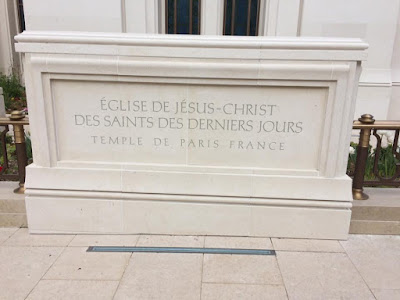 ÉGLISE DE JÉSUS-CHRIST
DES SAINTS DES DERNIERS JOURS
TEMPLE DE PARIS FRANCE